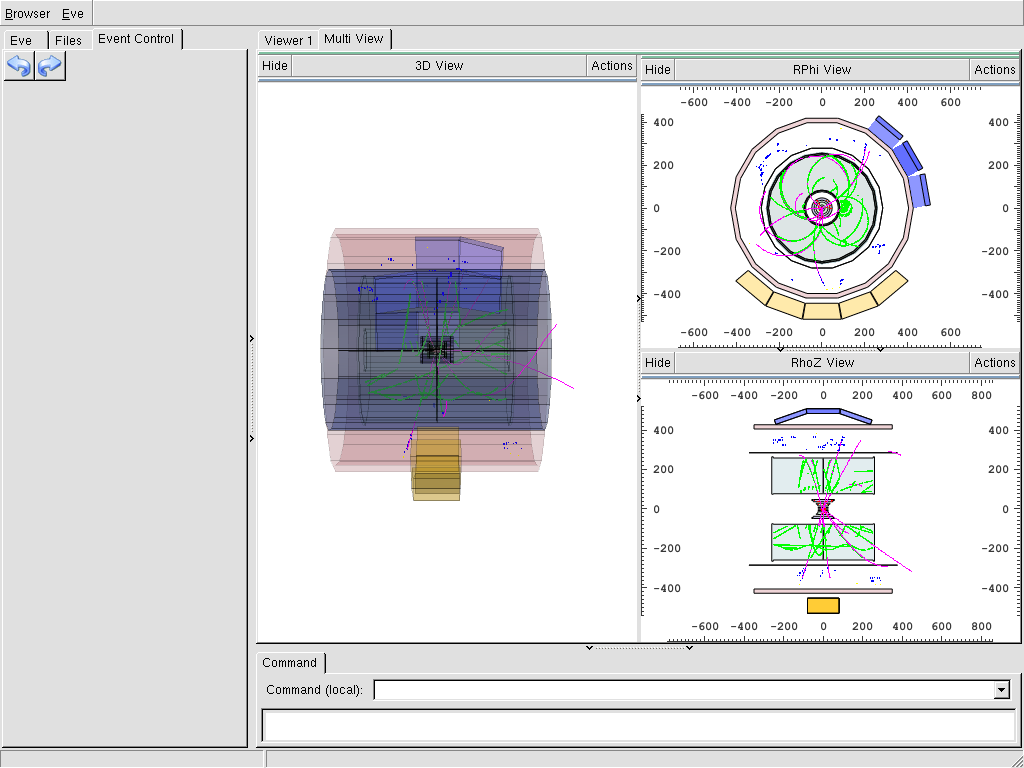 Browser Eve
Eve Files Event Control
Viewer 1 Multi View
Hide 3D View Actions
Hide RPhi View Actions
-600 -400 -200 0 200 400 600
400 400
200 200
0 0
-200 -200
-400 -400
-600 -400 -200 0 200 400 600
Hide RhoZ View Actions
-600 -400 -200 0 200 400 600 800
400 400
200 200
0 0
-200 -200
-400 -400
-600 -400 -200 0 200 400 600 800
Command
Command (local):